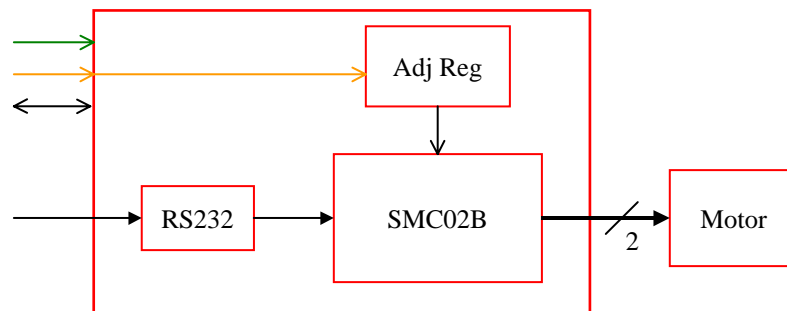 Adj Reg
RS232
SMC02B
2
Motor